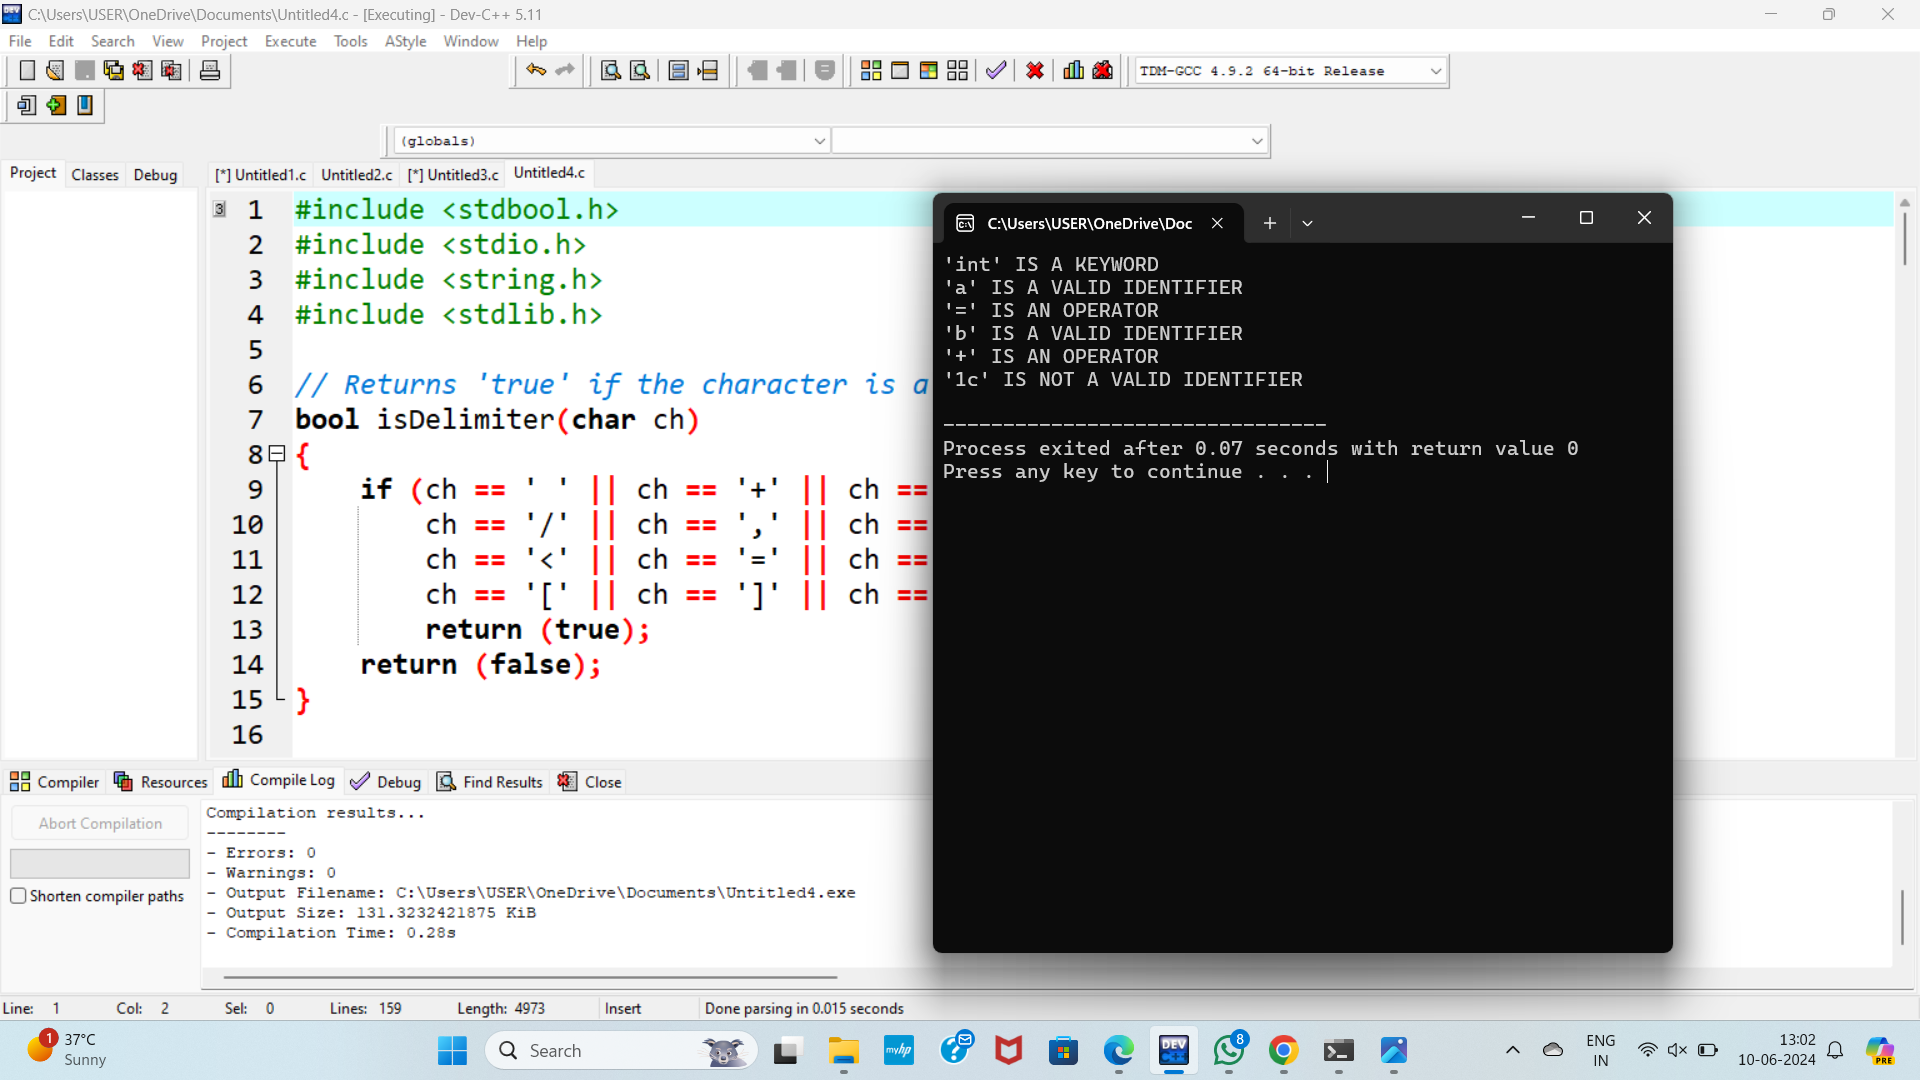 C:\Users\USER\OneDrive\Documents\Untitled4.c - [Executing] - Dev-C++ 5.11
File Edit Search View Project Execute Tools AStyle Window Help
TDM-GCC 4.9.2 64-bit Release
(globals)
Project Classes Debug
[*] Untitled1.c Untitled2.c [*] Untitled3.c Untitled4.c
1 #include <stdbool.h>
2 #include <stdio.h>
3 #include <string.h>
4 #include <stdlib.h>
5
6 // Returns 'true' if the character is a
7 bool isDelimiter(char ch)
8 {
9 if (ch == ' ' || ch == '+' || ch ==
10 ch == '/' || ch == ',' || ch ==
11 ch == '<' || ch == '=' || ch ==
12 ch == '[' || ch == ']' || ch ==
13 return (true);
14 return (false);
15 }
16
C:\Users\USER\OneDrive\Doc
'int' IS A KEYWORD
'a' IS A VALID IDENTIFIER
'=' IS AN OPERATOR
'b' IS A VALID IDENTIFIER
'+' IS AN OPERATOR
'1c' IS NOT A VALID IDENTIFIER
--------------------------------
Process exited after 0.07 seconds with return value 0
Press any key to continue . . .
Compiler Resources Compile Log Debug Find Results Close
Abort Compilation
Shorten compiler paths
Compilation results...
--------
- Errors: 0
- Warnings: 0
- Output Filename: C:\Users\USER\OneDrive\Documents\Untitled4.exe
- Output Size: 131.3232421875 KiB
- Compilation Time: 0.28s
Line: 1 Col: 2 Sel: 0 Lines: 159 Length: 4973 Insert Done parsing in 0.015 seconds
1
37°C
Sunny
Search
myhp
DEV
8
ENG
IN
13:02
10-06-2024
PRE